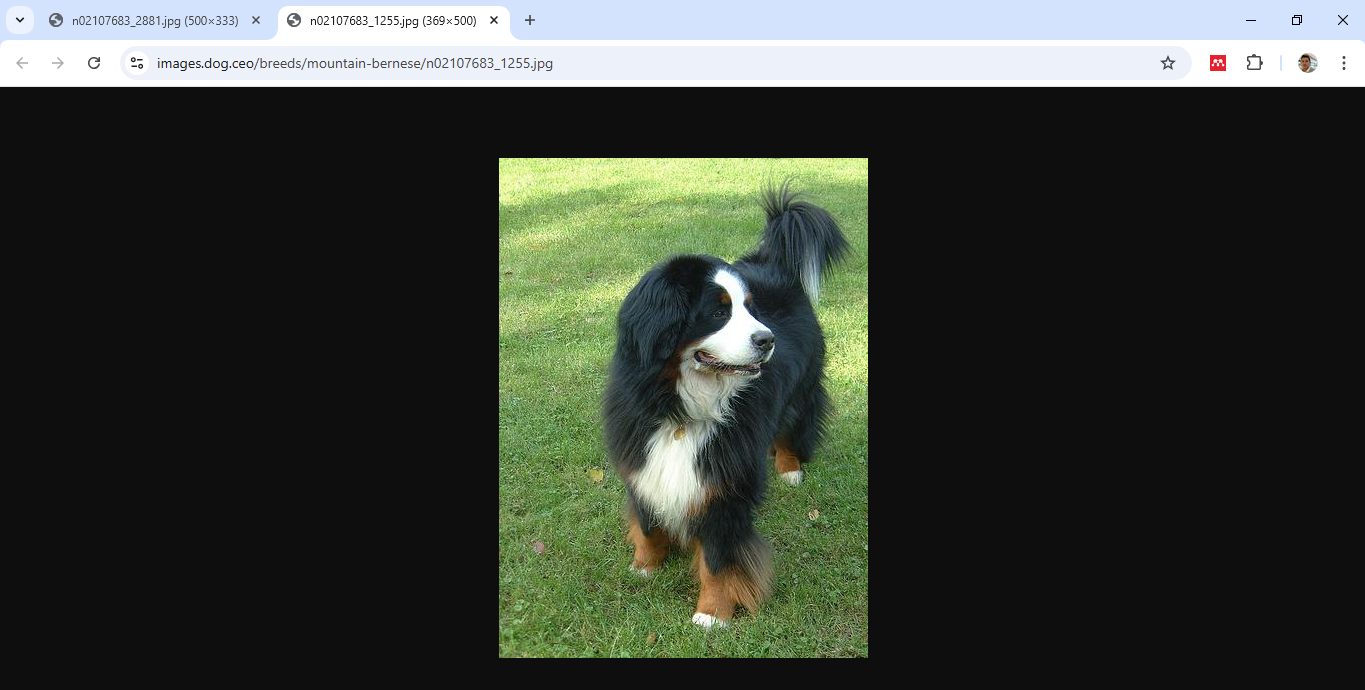 n02107683_2881.jpg (500×333)
n02107683_1255.jpg (369×500)
images.dog.ceo/breeds/mountain-bernese/n02107683_1255.jpg